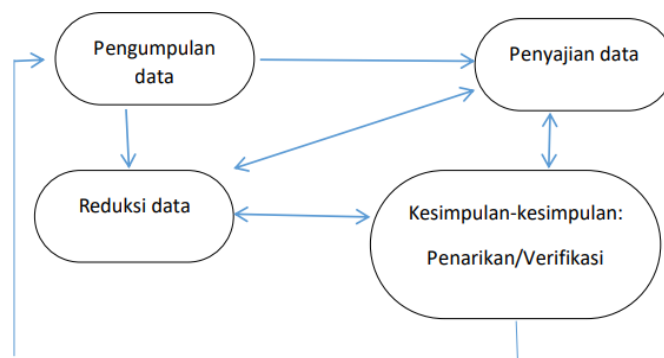 Pengumpulan
data
Penyajian data
Reduksi data
Kesimpulan-kesimpulan:
Penarikan/Verifikasi